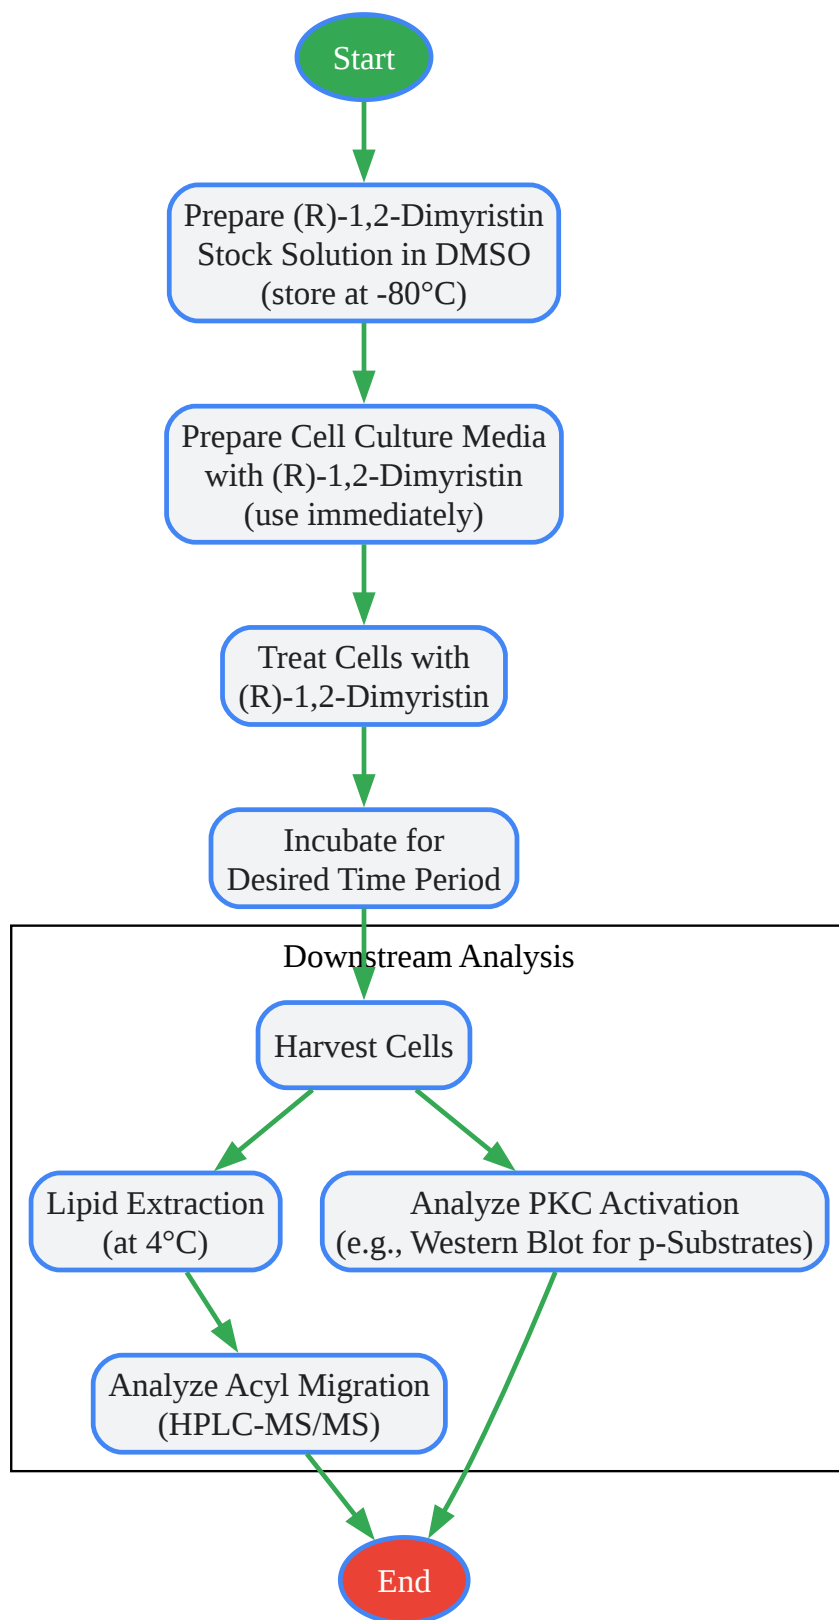 Start
Prepare (R)-1,2-Dimyristin
Stock Solution in DMSO
(store at -80°C)
Prepare Cell Culture Media
with (R)-1,2-Dimyristin
(use immediately)
Treat Cells with
(R)-1,2-Dimyristin
Incubate for
Desired Time Period
Downstream Analysis
Harvest Cells
Lipid Extraction
(at 4°C)
Analyze PKC Activation
(e.g., Western Blot for p-Substrates)
Analyze Acyl Migration
(HPLC-MS/MS)
End